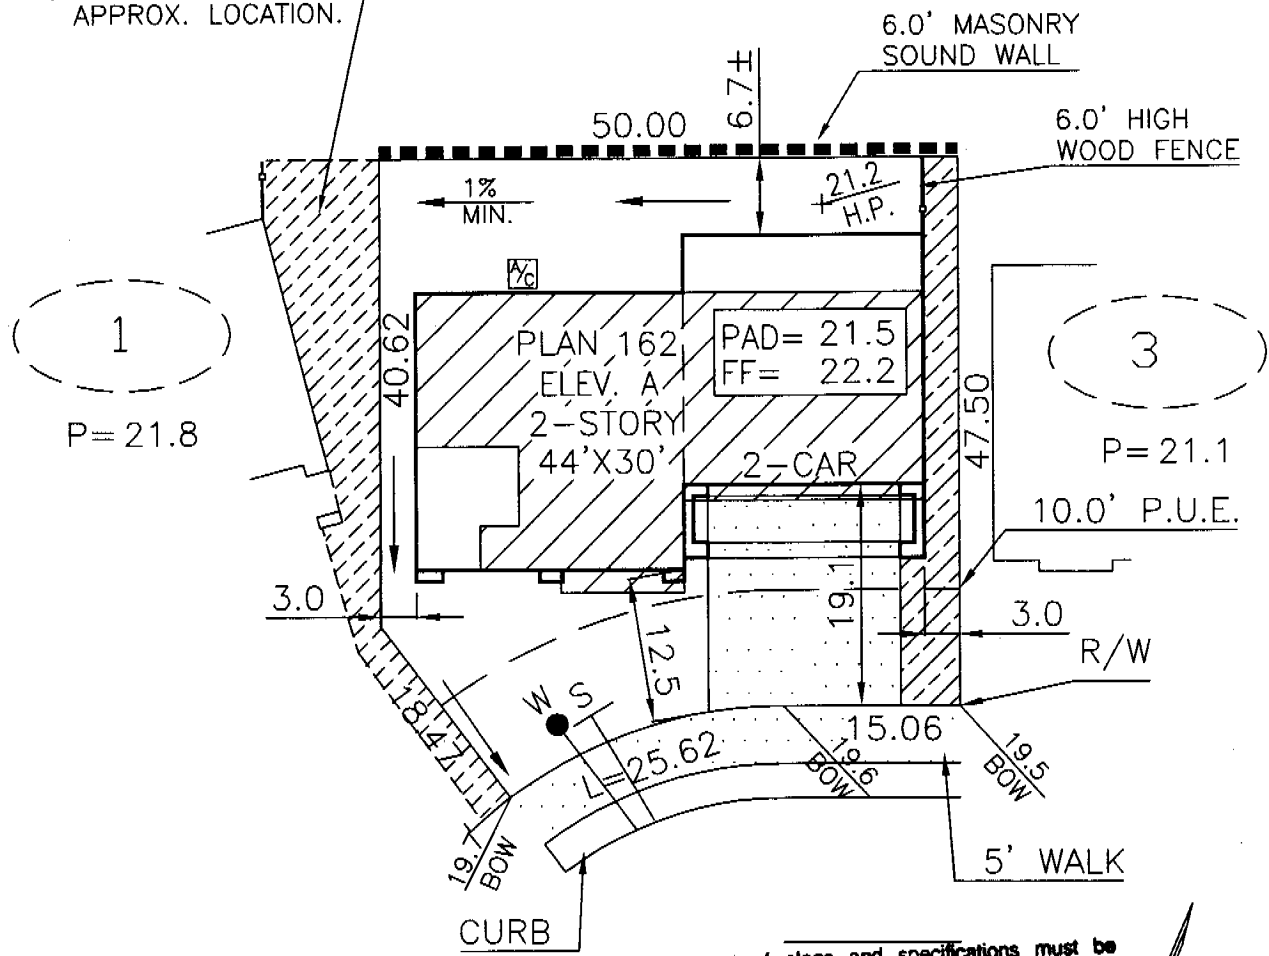 APPROX. LOCATION.
6.0' MASONRY
SOUND WALL
6.7±
50.00
6.0' HIGH
WOOD FENCE
1%
MIN.
21.2
H.P.
A/C
1
P=21.8
40.62
PLAN 162
ELEV. A
2-STORY
44'X30'
PAD= 21.5
FF= 22.2
2-CAR
47.50
3
P=21.1
10.0' P.U.E.
3.0
12.5
19.1
3.0
R/W
18.47
W
S
L=25.62
15.06
19.6
BOW
19.5
BOW
19.7
BOW
5' WALK
CURB
plans and specifications must be